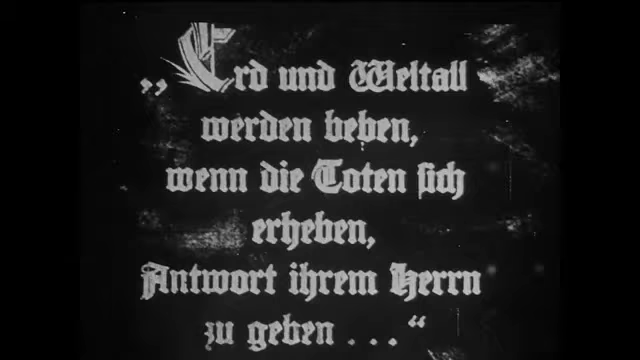 „Erd und Weltall
werden beben,
wenn die Toten sich
erheben,
Antwort ihrem Herrn
zu geben . . .“